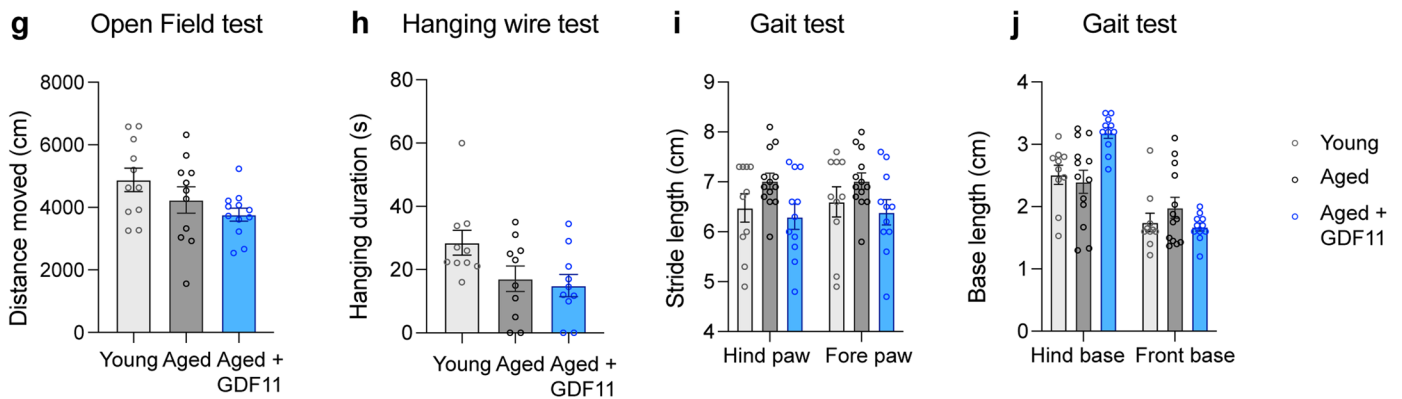 g Open Field test
Distance moved (cm)
8000
6000
4000
2000
0
Young Aged Aged +
GDF11
h Hanging wire test
Hanging duration (s)
80
60
40
20
0
Young Aged Aged +
GDF11
i Gait test
Stride length (cm)
9
8
7
6
5
4
Hind paw Fore paw
j Gait test
Base length (cm)
4
3
2
1
0
Hind base Front base
Young
Aged
Aged +
GDF11